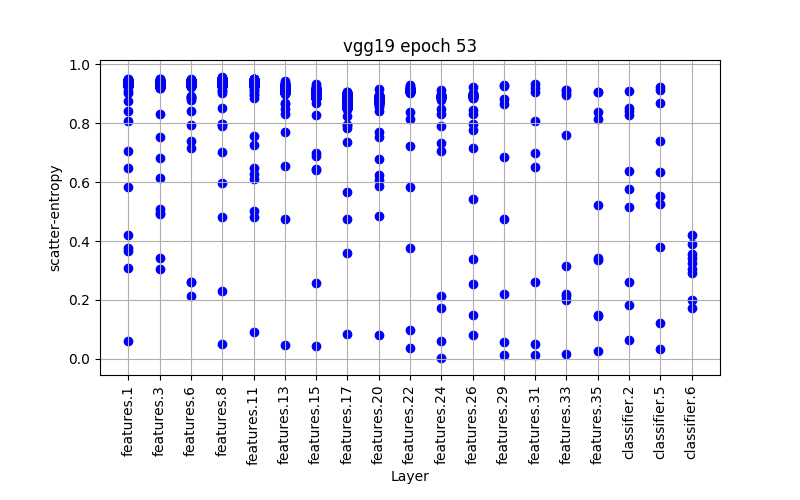 vgg19 epoch 53
1.0
0.8
0.6
0.4
0.2
0.0
scatter-entropy
features.1
features.3
features.6
features.8
features.11
features.13
features.15
features.17
features.20
features.22
features.24
features.26
features.29
features.31
features.33
features.35
classifier.2
classifier.5
classifier.6
Layer